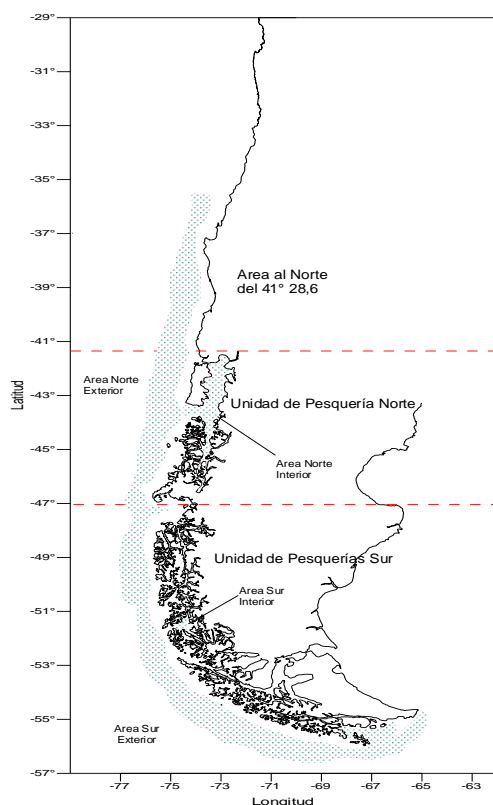 -29°
-31°
-33°
-35°
-37°
-39°
-41°
-43°
-45°
-47°
-49°
-51°
-53°
-55°
-57°
Latitud
Area al Norte
del 41° 28,6
Area Norte
Exterior
Unidad de Pesquería Norte
Area Norte
Interior
Unidad de Pesquerías Sur
Area Sur
Interior
Area Sur
Exterior
-77
-75
-73
-71
-69
-67
-65
-63
Longitud